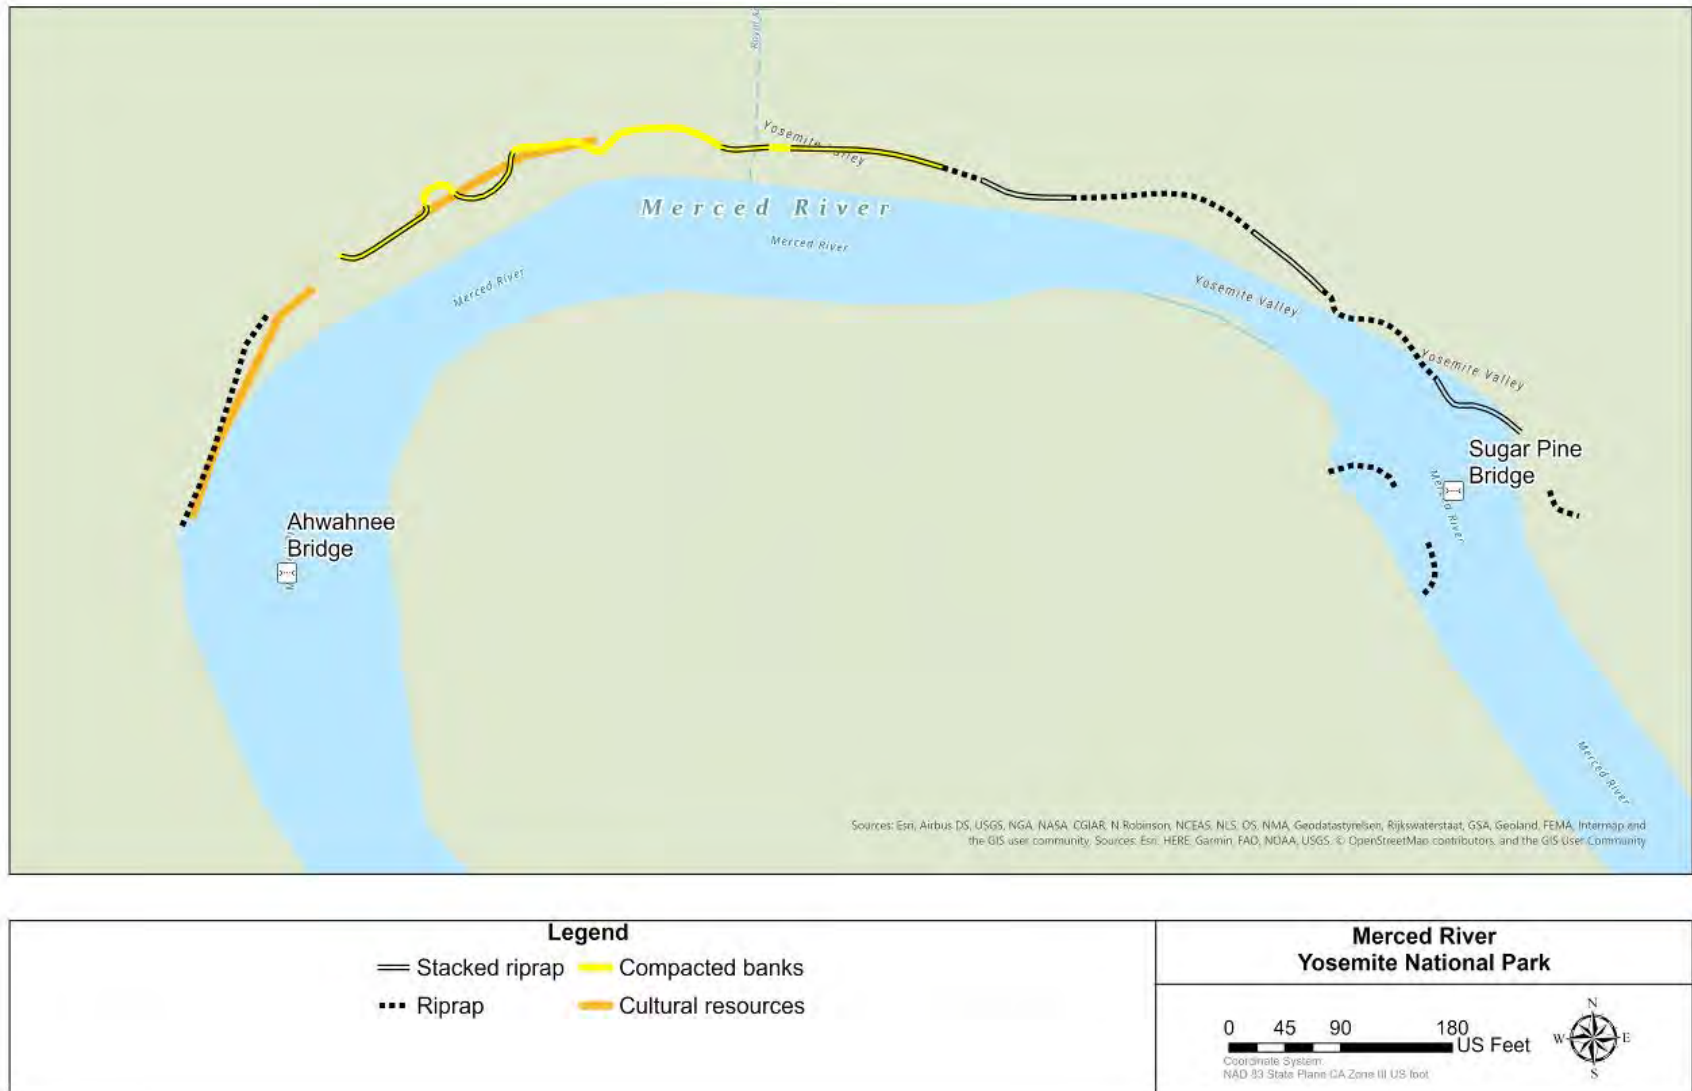 Yosemite Valley
Merced River
Merced River
Merced River
Yosemite Valley
Yosemite Valley
Sugar Pine
Bridge
Merced River
Ahwahnee
Bridge
Merced River
Sources: Esri, Airbus DS, USGS, NGA, NASA, CGIAR, N Robinson, NCEAS, NLS, OS, NMA, Geodatastyrelsen, Rijkswaterstaat, GSA, Geoland, FEMA, Intermap and
the GIS user community, Sources: Esri, HERE, Garmin, FAO, NOAA, USGS, © OpenStreetMap contributors, and the GIS User Community
Legend
Stacked riprap
Compacted banks
Riprap
Cultural resources
Merced River
Yosemite National Park
0 45 90 180
US Feet
Coordinate System:
NAD 83 State Plane CA Zone III US foot
N
W E
S